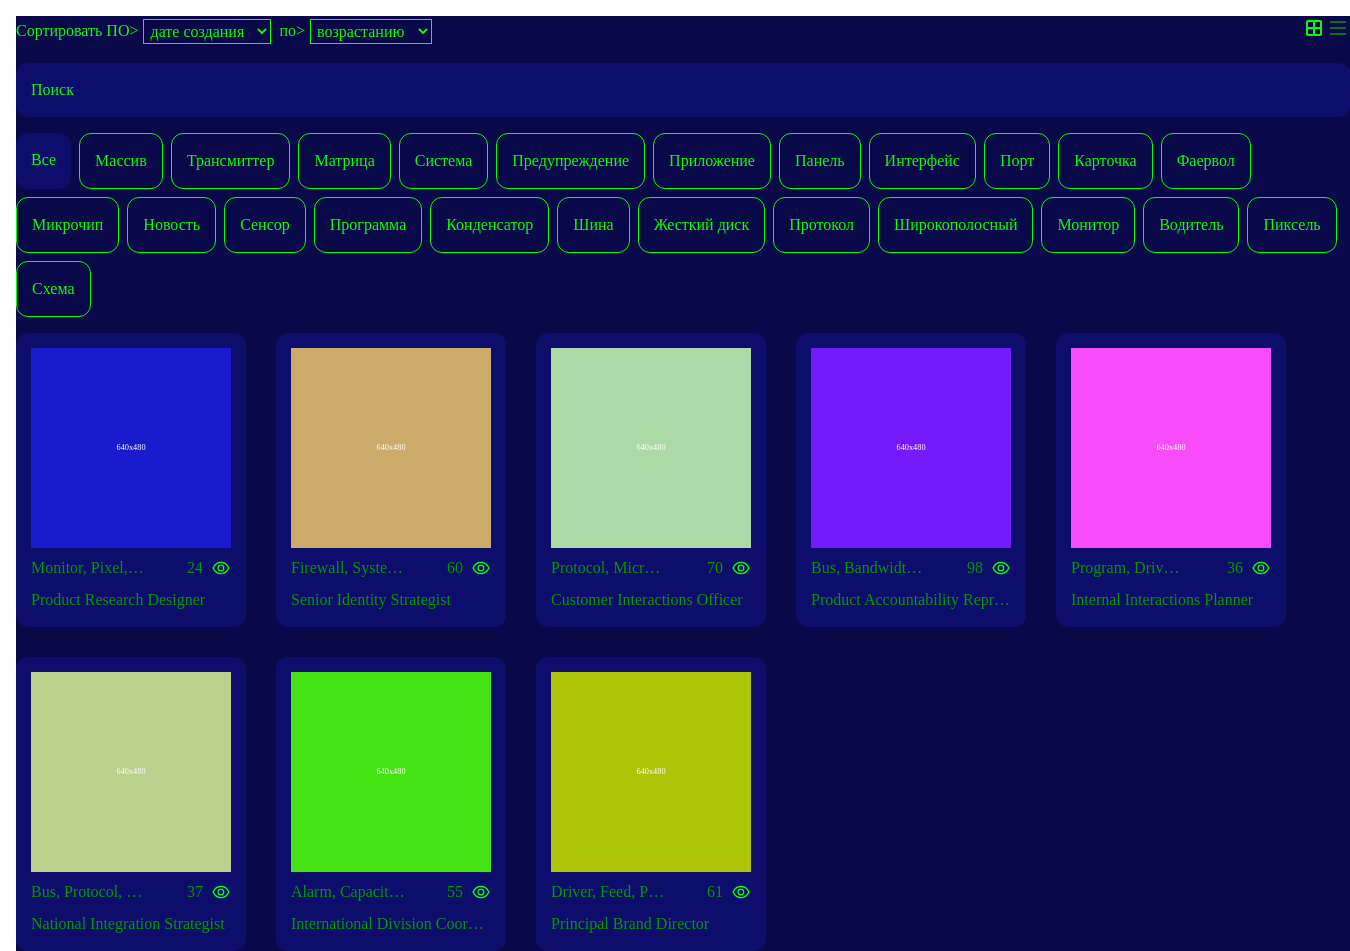 Сортировать ПО> дате создания по> возрастанию
Поиск
Все Массив Трансмиттер Матрица Система Предупреждение Приложение Панель Интерфейс Порт Карточка Фаервол
Микрочип Новость Сенсор Программа Конденсатор Шина Жесткий диск Протокол Широкополосный Монитор Водитель Пиксель
Схема
640x480 640x480 640x480 640x480 640x480
Monitor, Pixel,... 24 Firewall, Syste... 60 Protocol, Micr... 70 Bus, Bandwidt... 98 Program, Driv... 36
Product Research Designer Senior Identity Strategist Customer Interactions Officer Product Accountability Repr... Internal Interactions Planner
640x480 640x480 640x480
Bus, Protocol, ... 37 Alarm, Capacit... 55 Driver, Feed, P... 61
National Integration Strategist International Division Coor... Principal Brand Director